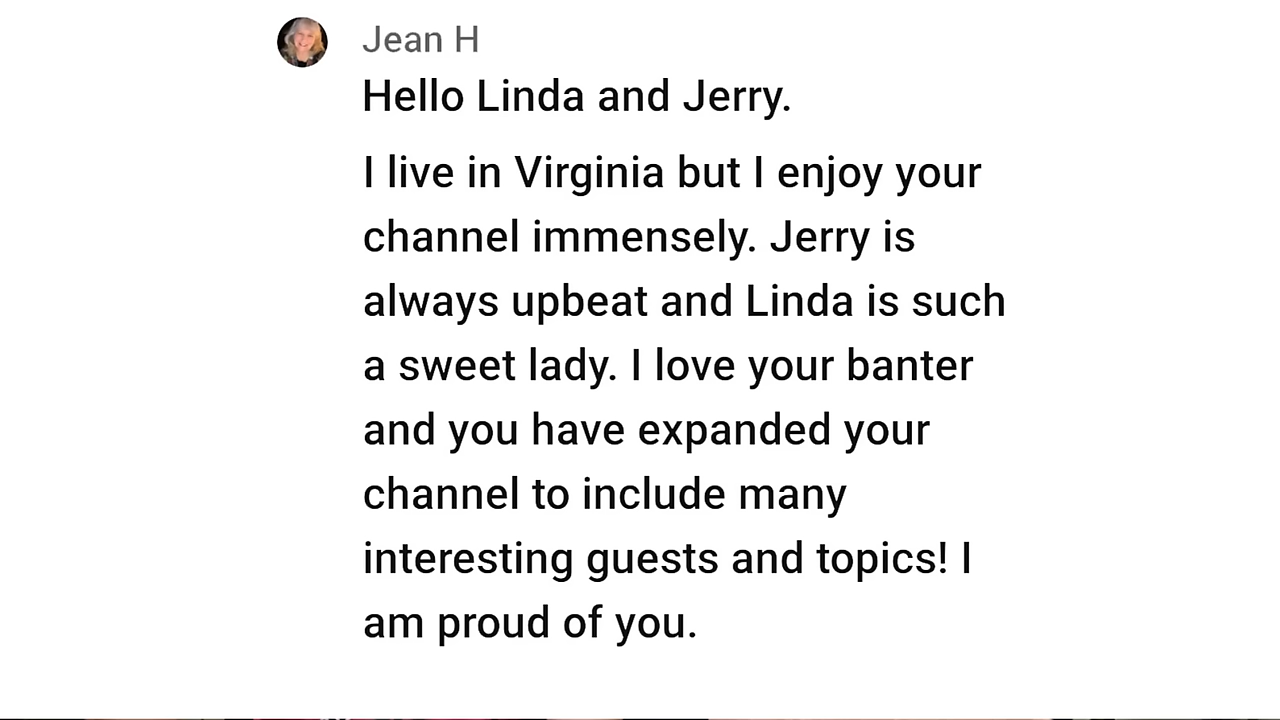 Jean H
Hello Linda and Jerry.
I live in Virginia but I enjoy your
channel immensely. Jerry is
always upbeat and Linda is such
a sweet lady. I love your banter
and you have expanded your
channel to include many
interesting guests and topics! I
am proud of you.